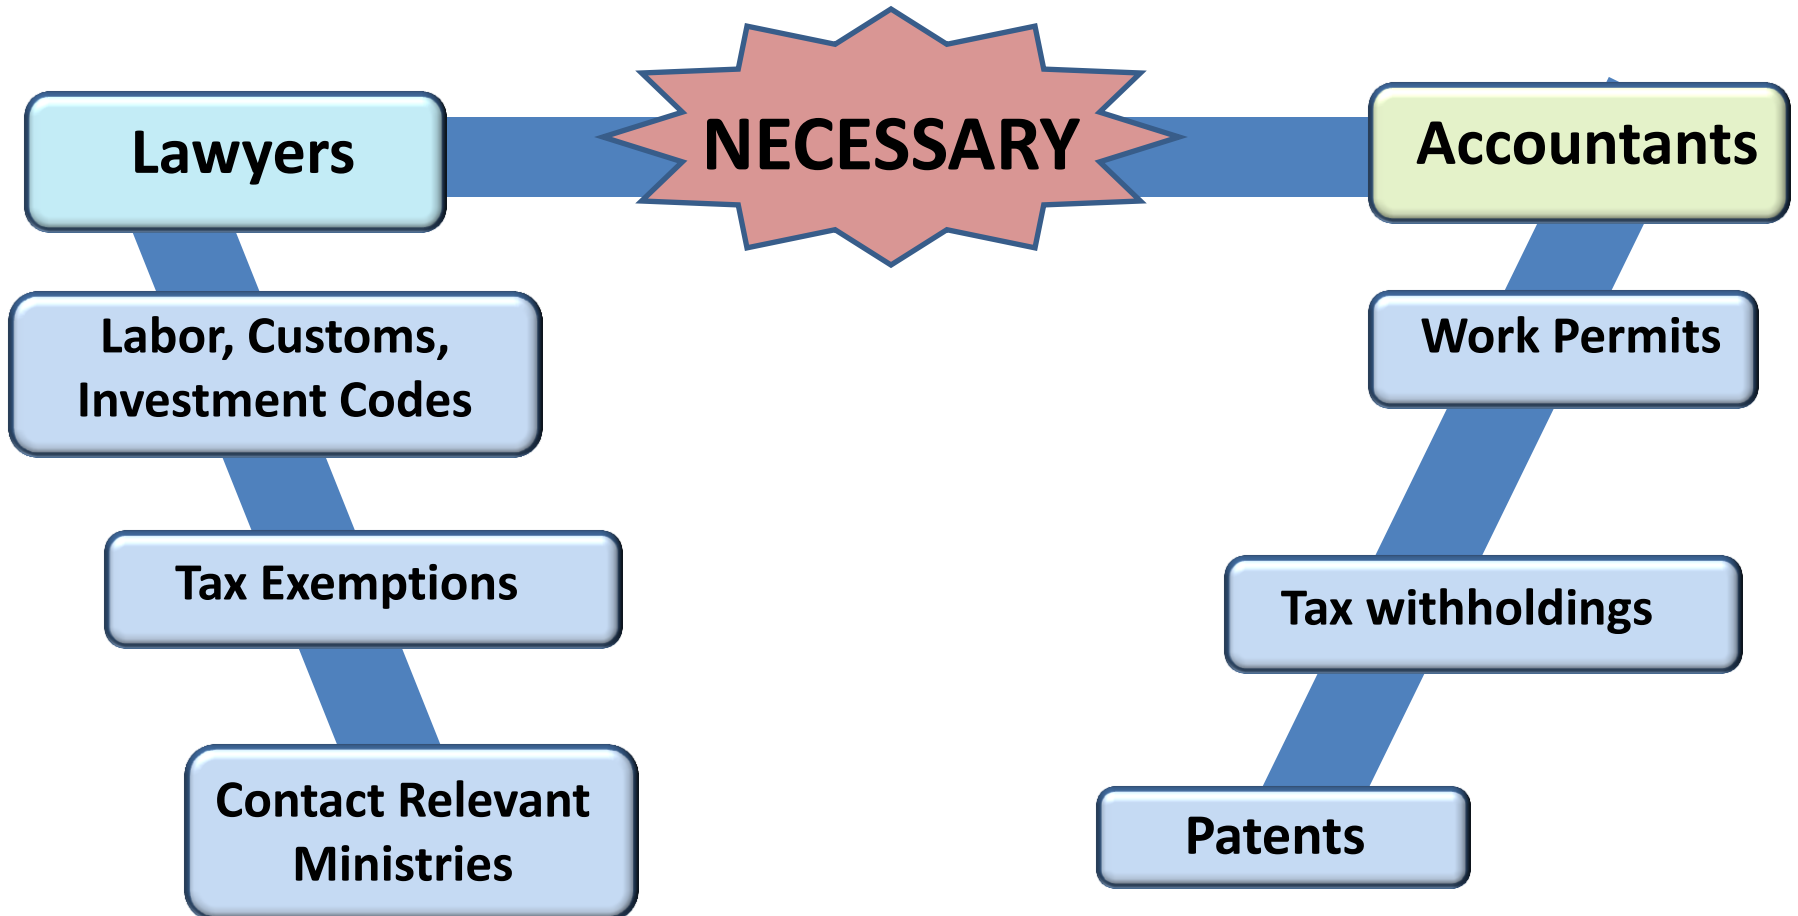 NECESSARY
Lawyers
Labor, Customs,
Investment Codes
Tax Exemptions
Contact Relevant
Ministries
Accountants
Work Permits
Tax withholdings
Patents